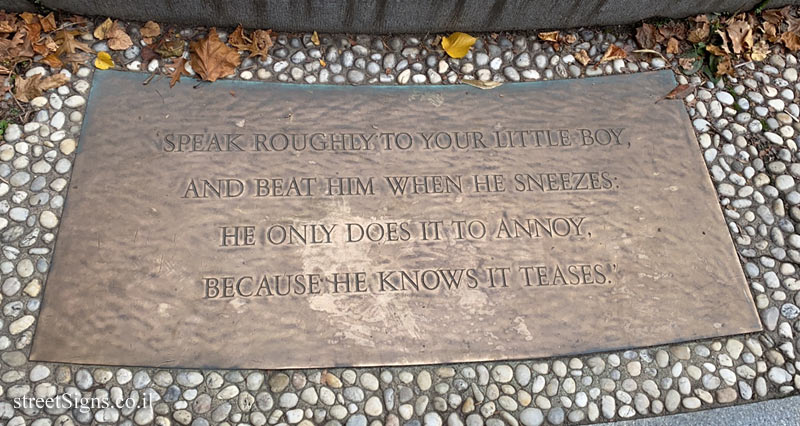 'SPEAK ROUGHLY TO YOUR LITTLE BOY,
AND BEAT HIM WHEN HE SNEEZES:
HE ONLY DOES IT TO ANNOY,
BECAUSE HE KNOWS IT TEASES.'
streetSigns.co.il